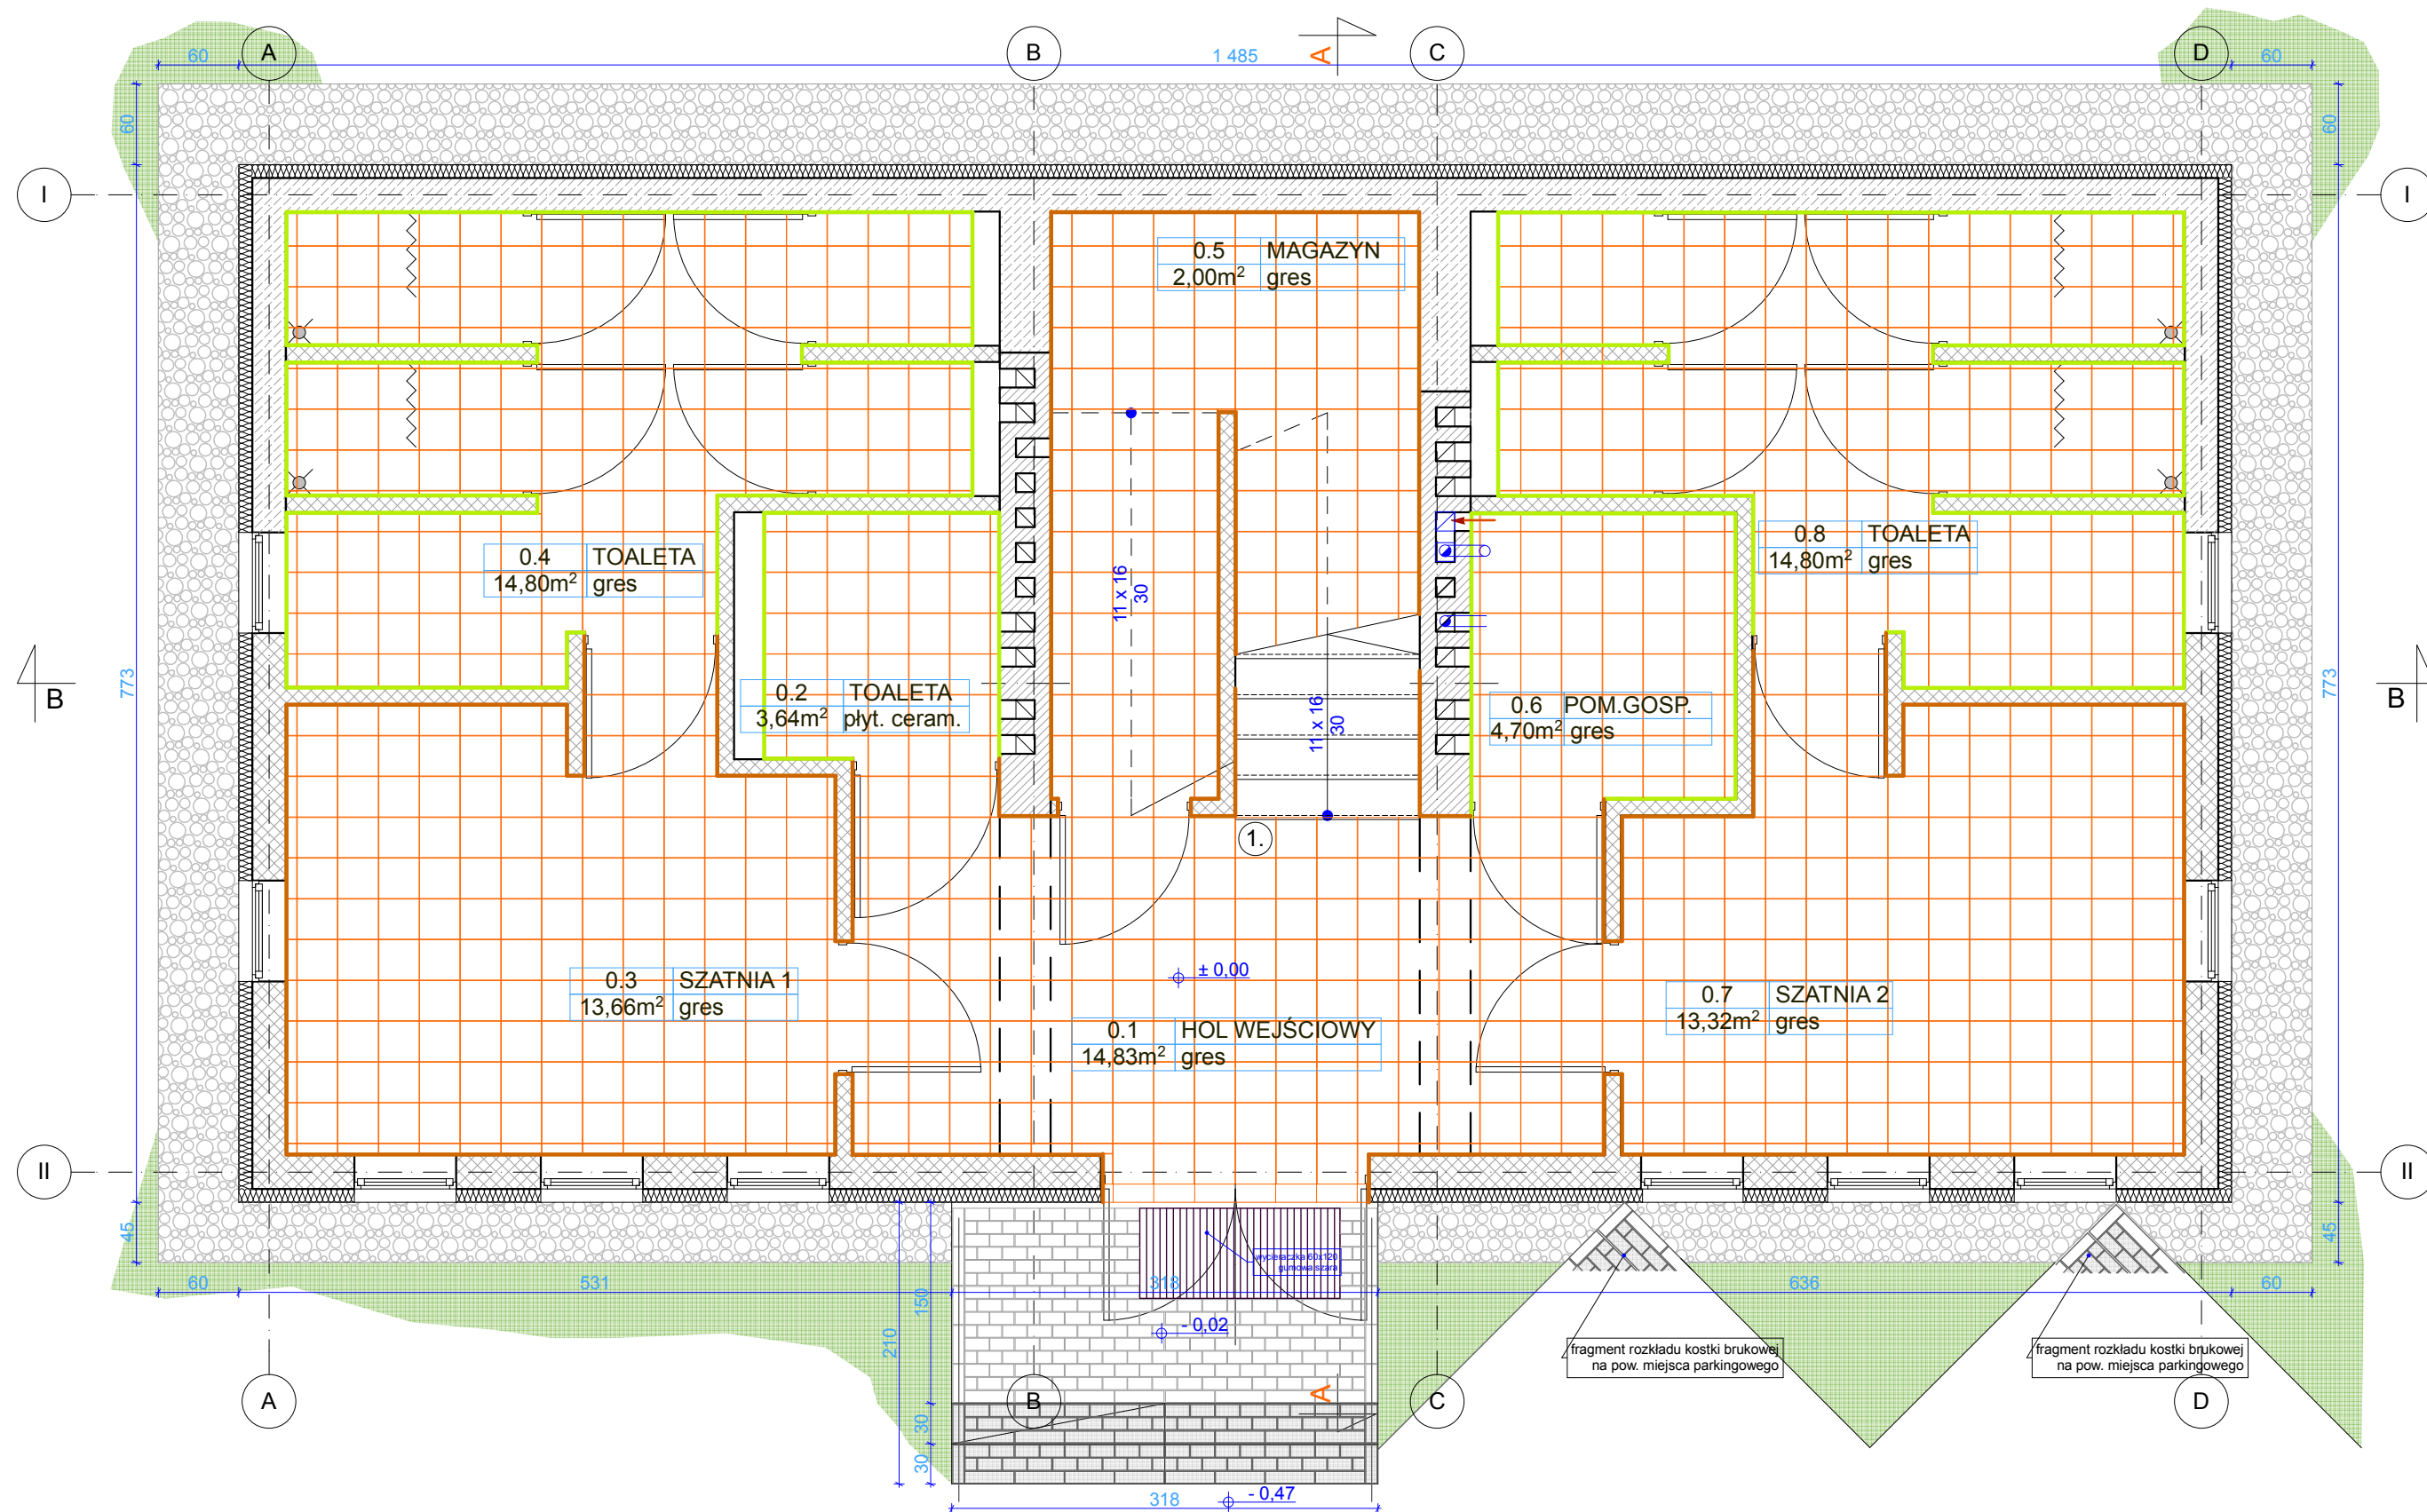 A
B
C
D
60
1 485
A
60
60
60
I
I
0.5 MAGAZYN
2,00m² gres
0.4 TOALETA
14,80m² gres
0.8 TOALETA
14,80m² gres
11 x 16
30
773
B
0.2 TOALETA
3,64m² płyt. ceram.
11 x 16
30
0.6 POM.GOSP.
4,70m² gres
773
B
1.
± 0,00
0.3 SZATNIA 1
13,66m² gres
0.1 HOL WEJŚCIOWY
14,83m² gres
0.7 SZATNIA 2
13,32m² gres
II
II
45
45
wycieraczka 60x120
gumowa szara
60
531
318
636
60
150
210
- 0,02
fragment rozkładu kostki brukowej
na pow. miejsca parkingowego
fragment rozkładu kostki brukowej
na pow. miejsca parkingowego
A
B
A
C
D
30
30
318
- 0,47